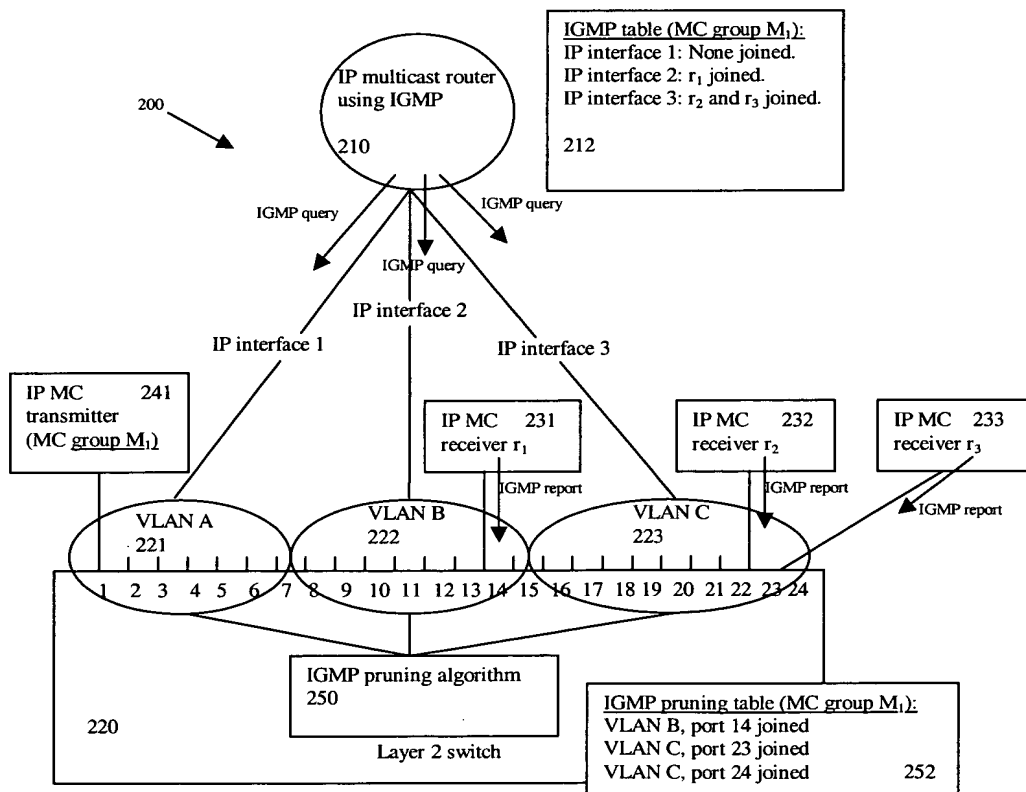 IGMP table (MC group M₁):
IP interface 1: None joined.
IP interface 2: r₁ joined.
IP interface 3: r₂ and r₃ joined.
212
IP multicast router
using IGMP
210
200
IGMP query
IGMP query
IGMP query
IP interface 2
IP interface 1
IP interface 3
IP MC 241
transmitter
(MC group M₁)
IP MC 231
receiver r₁
IP MC 232
receiver r₂
IP MC 233
receiver r₃
IGMP report
IGMP report
IGMP report
VLAN A
221
VLAN B
222
VLAN C
223
1 2 3 4 5 6 7 8 9 10 11 12 13 14 15 16 17 18 19 20 21 22 23 24
IGMP pruning algorithm
250
220
Layer 2 switch
IGMP pruning table (MC group M₁):
VLAN B, port 14 joined
VLAN C, port 23 joined
VLAN C, port 24 joined 252